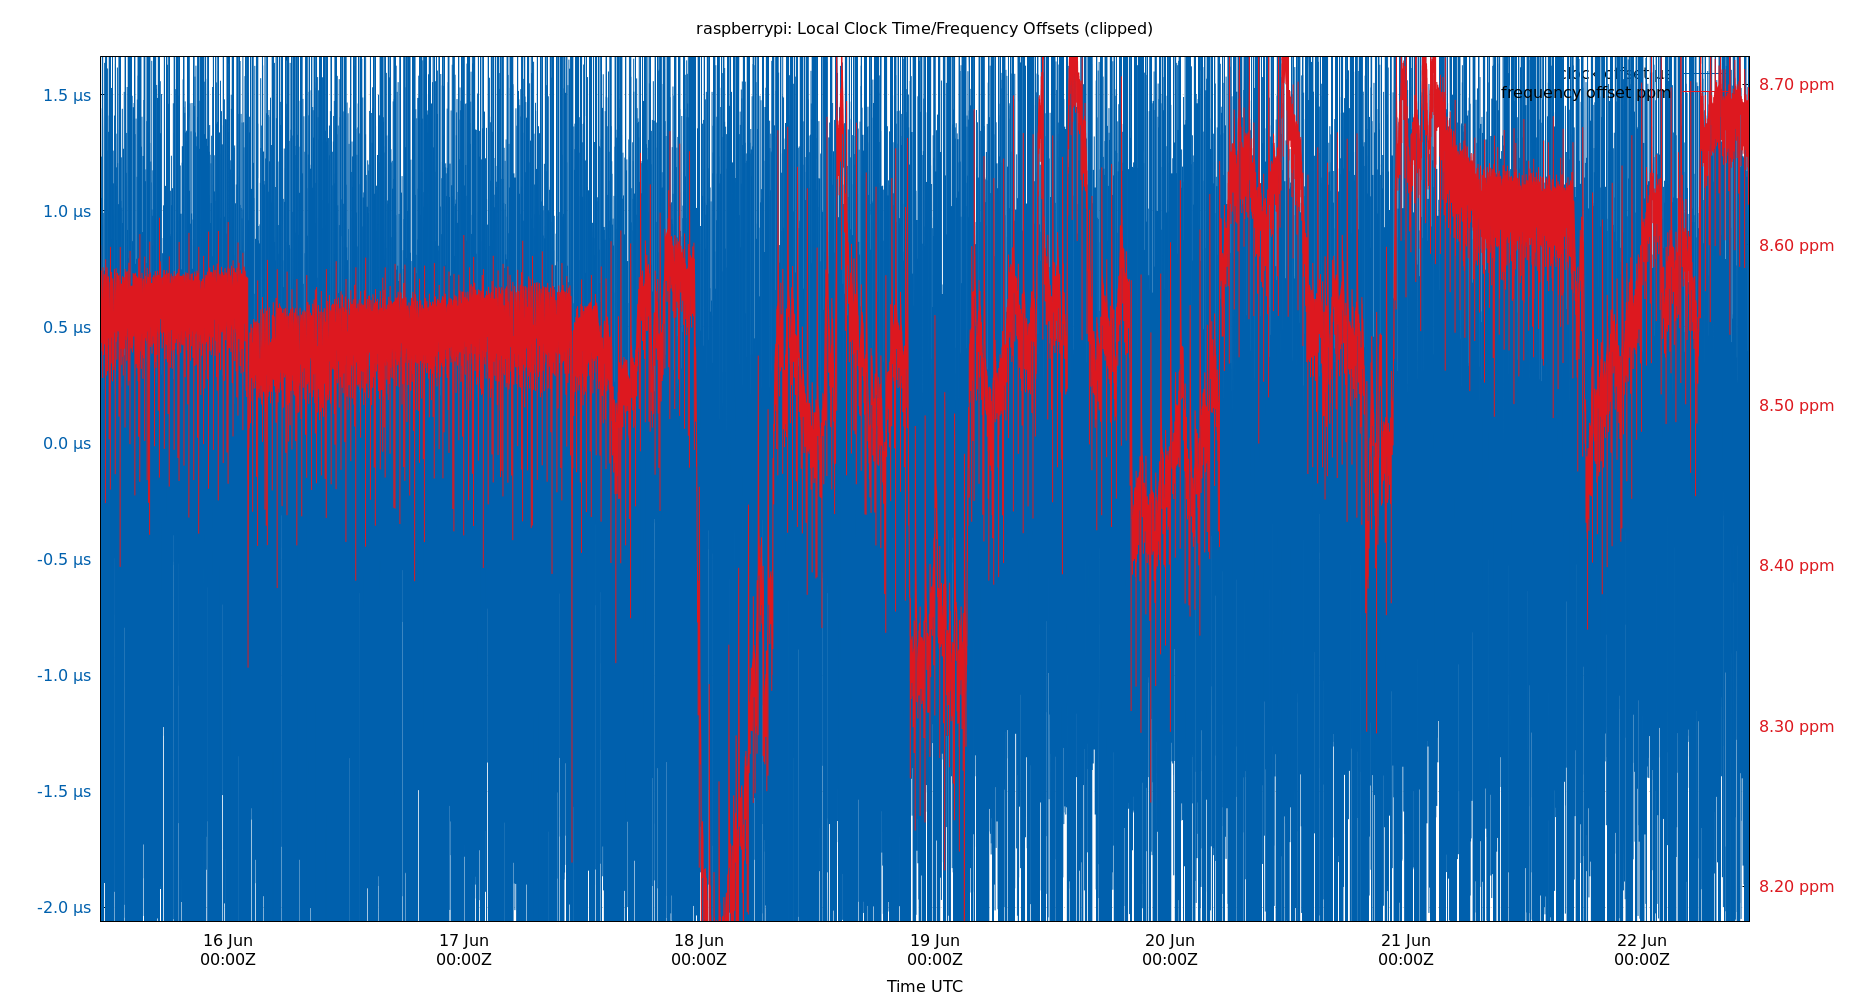 raspberrypi: Local Clock Time/Frequency Offsets (clipped)
clock offset µs
frequency offset ppm
1.5 µs
1.0 µs
0.5 µs
0.0 µs
-0.5 µs
-1.0 µs
-1.5 µs
-2.0 µs
8.70 ppm
8.60 ppm
8.50 ppm
8.40 ppm
8.30 ppm
8.20 ppm
16 Jun 17 Jun 18 Jun 19 Jun 20 Jun 21 Jun 22 Jun
00:00Z 00:00Z 00:00Z 00:00Z 00:00Z 00:00Z 00:00Z
Time UTC